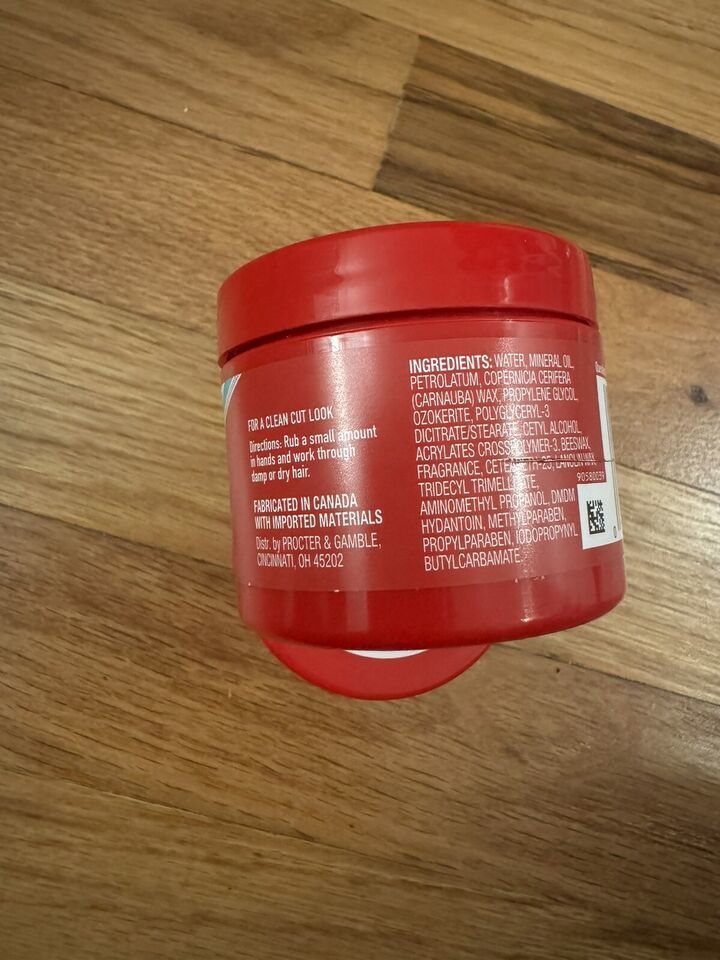 FOR A CLEAN CUT LOOK
Directions: Rub a small amount
in hands and work through
damp or dry hair.
FABRICATED IN CANADA
WITH IMPORTED MATERIALS
Distr. by PROCTER & GAMBLE,
CINCINNATI, OH 45202
INGREDIENTS: WATER, MINERAL OIL,
PETROLATUM, COPERNICIA CERIFERA
(CARNAUBA) WAX, PROPYLENE GLYCOL,
OZOKERITE, POLYGLYCERYL-3
DICITRATE/STEARATE, CETYL ALCOHOL,
ACRYLATES CROSSPOLYMER-3, BEESWAX,
FRAGRANCE, CETEARETH-25, LANOLIN WAX,
TRIDECYL TRIMELLITATE,
AMINOMETHYL PROPANOL, DMDM
HYDANTOIN, METHYLPARABEN,
PROPYLPARABEN, IODOPROPYNYL
BUTYLCARBAMATE.
90580039
0